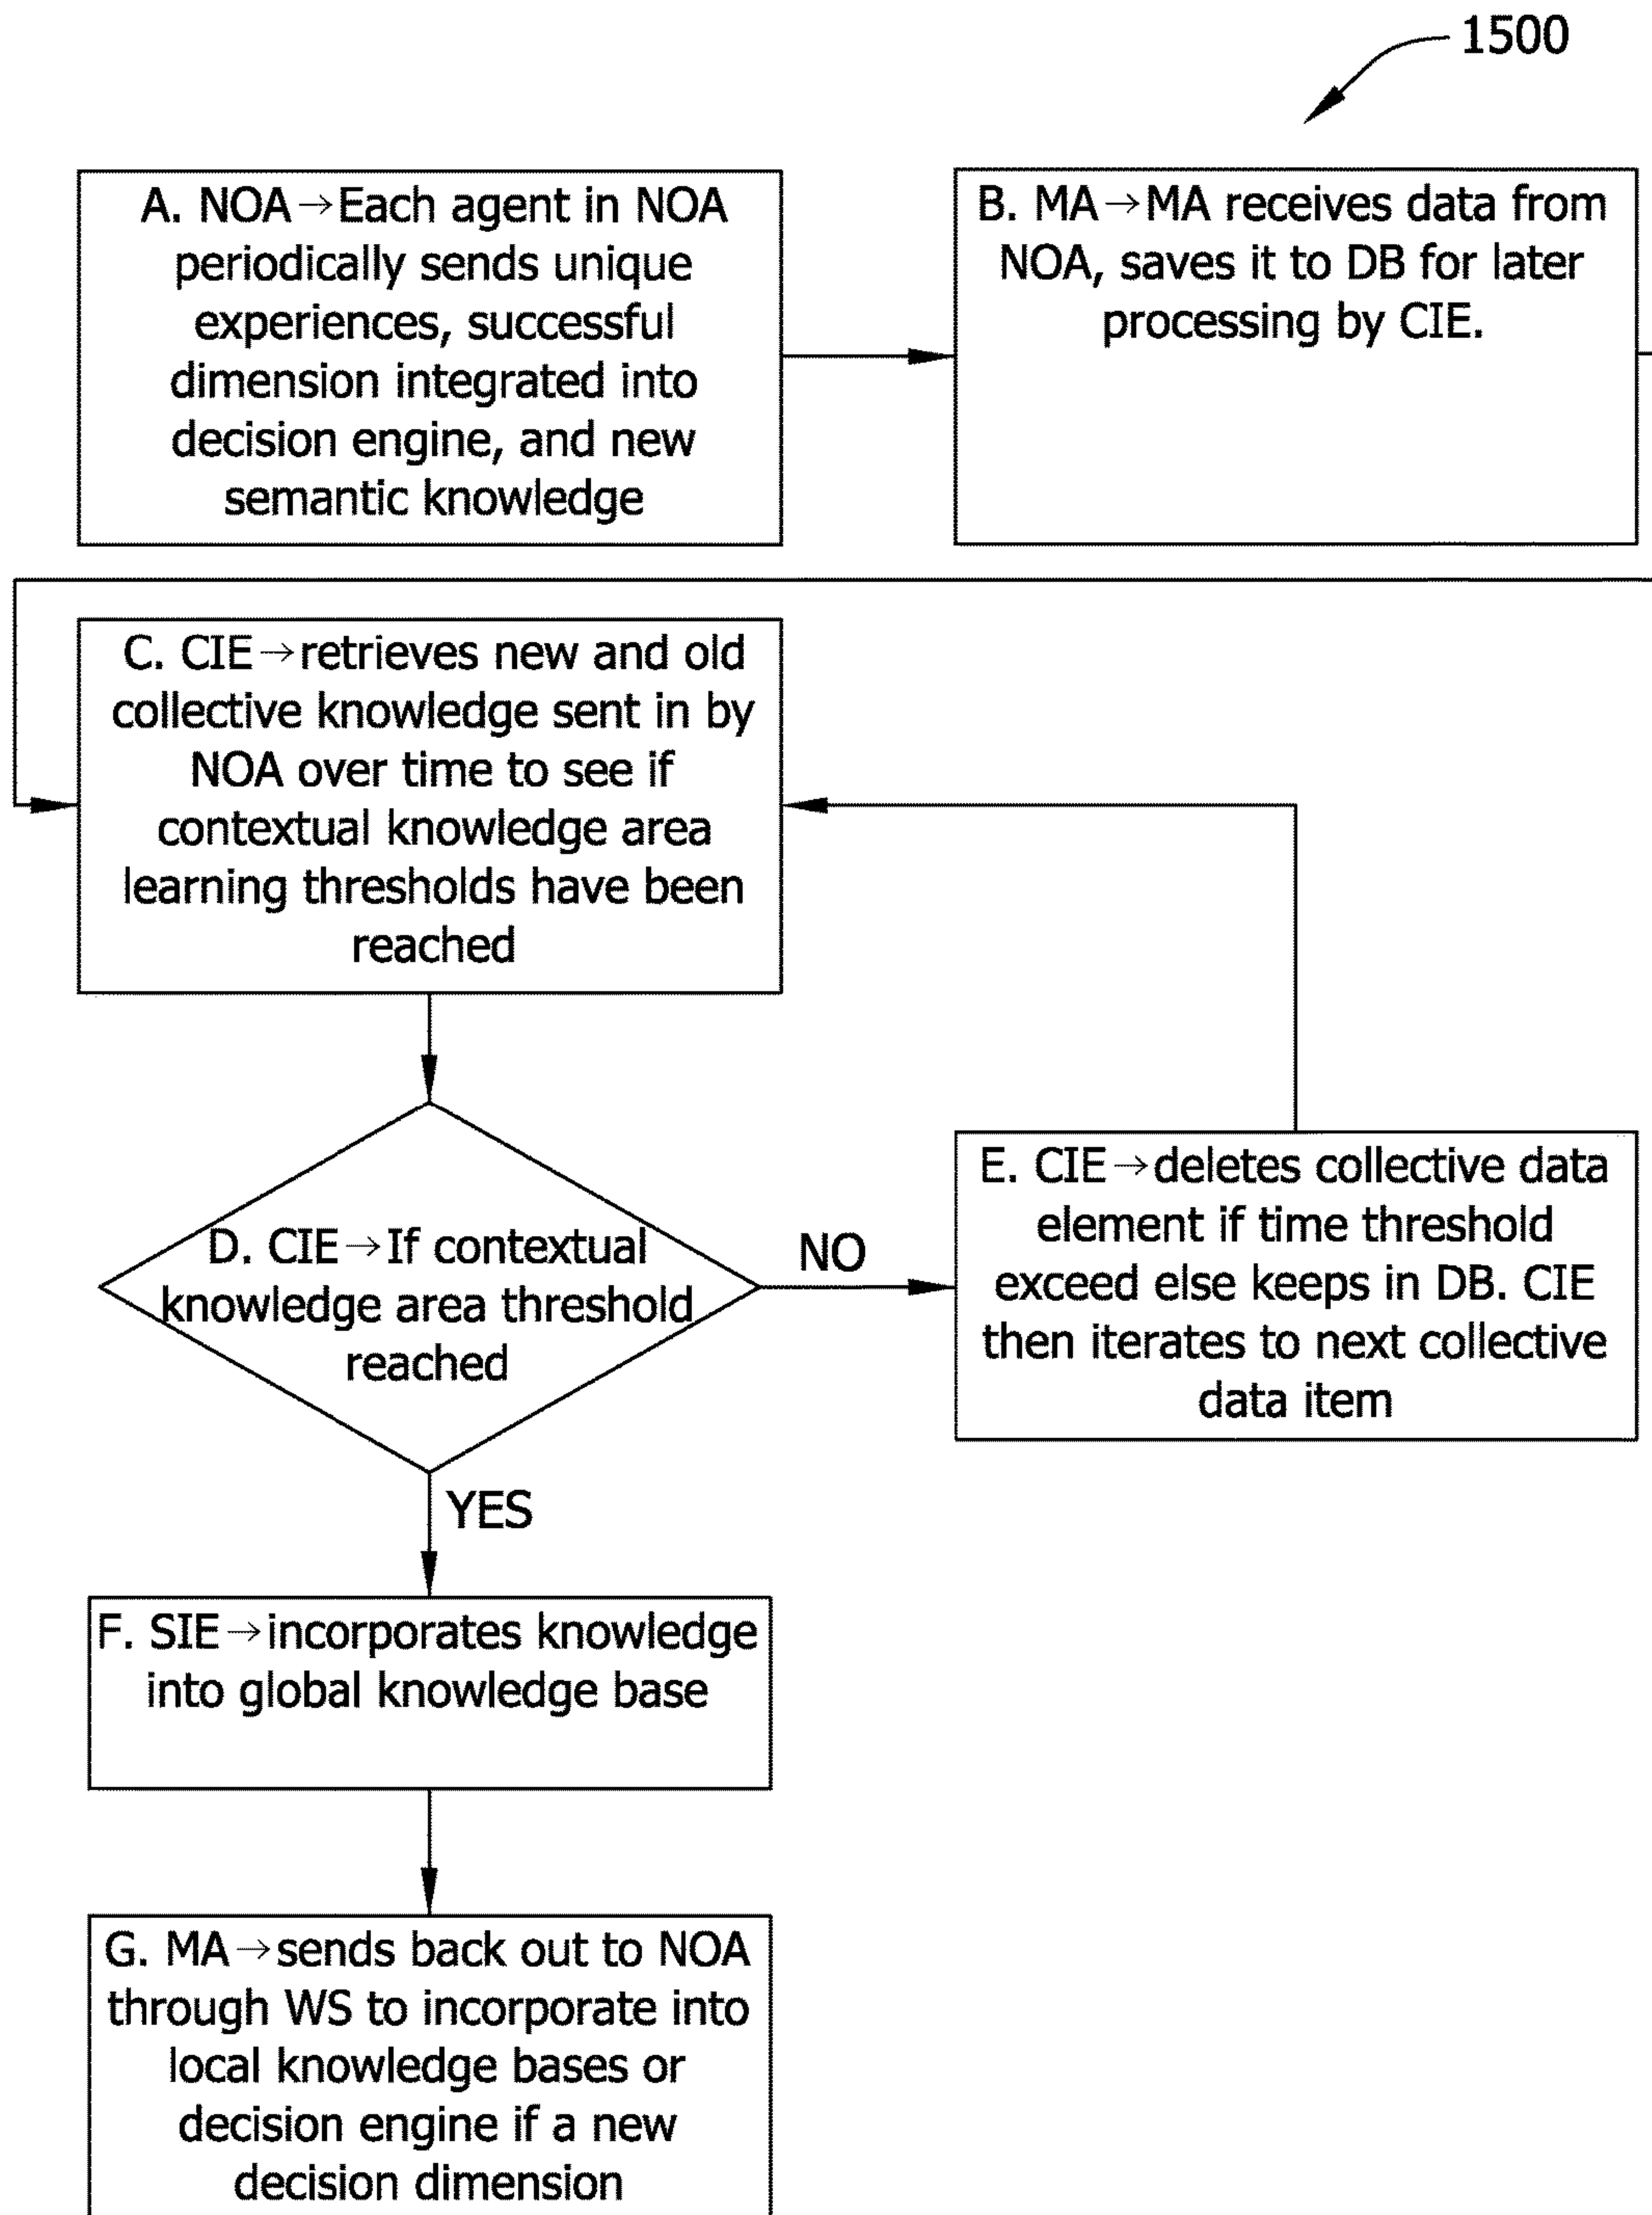 1500
A. NOA→Each agent in NOA
periodically sends unique
experiences, successful
dimension integrated into
decision engine, and new
semantic knowledge
B. MA→MA receives data from
NOA, saves it to DB for later
processing by CIE.
C. CIE→retrieves new and old
collective knowledge sent in by
NOA over time to see if
contextual knowledge area
learning thresholds have been
reached
D. CIE→If contextual
knowledge area threshold
reached
NO
E. CIE→deletes collective data
element if time threshold
exceed else keeps in DB. CIE
then iterates to next collective
data item
YES
F. SIE→incorporates knowledge
into global knowledge base
G. MA→sends back out to NOA
through WS to incorporate into
local knowledge bases or
decision engine if a new
decision dimension